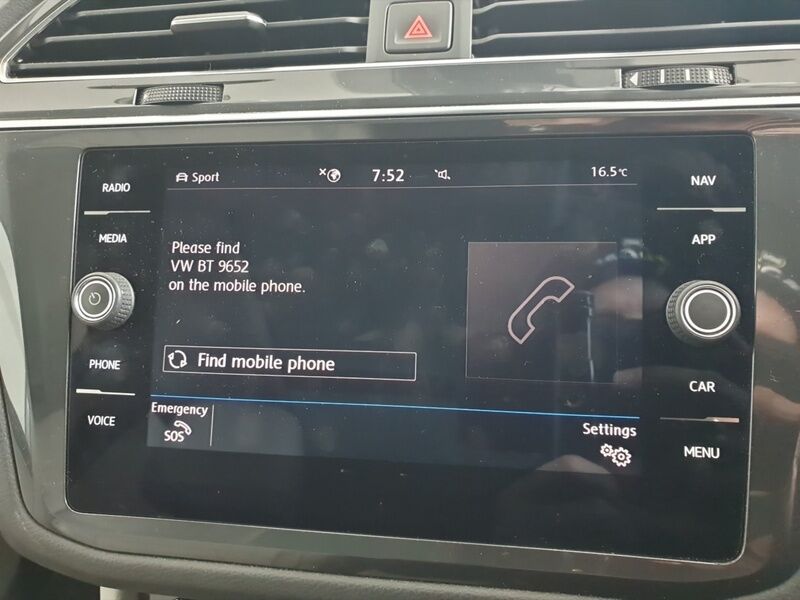 Sport 7:52 16.5°C
RADIO
MEDIA
PHONE
VOICE
Please find
VW BT 9652
on the mobile phone.
Find mobile phone
Emergency
SOS
Settings
NAV
APP
CAR
MENU